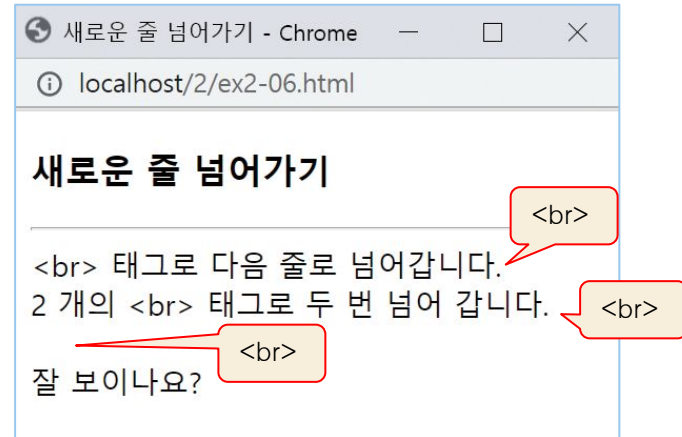 새로운 줄 넘어가기 - Chrome
localhost/2/ex2-06.html
새로운 줄 넘어가기
<br>
<br> 태그로 다음 줄로 넘어갑니다.
2 개의 <br> 태그로 두 번 넘어 갑니다.
<br>
<br>
잘 보이나요?